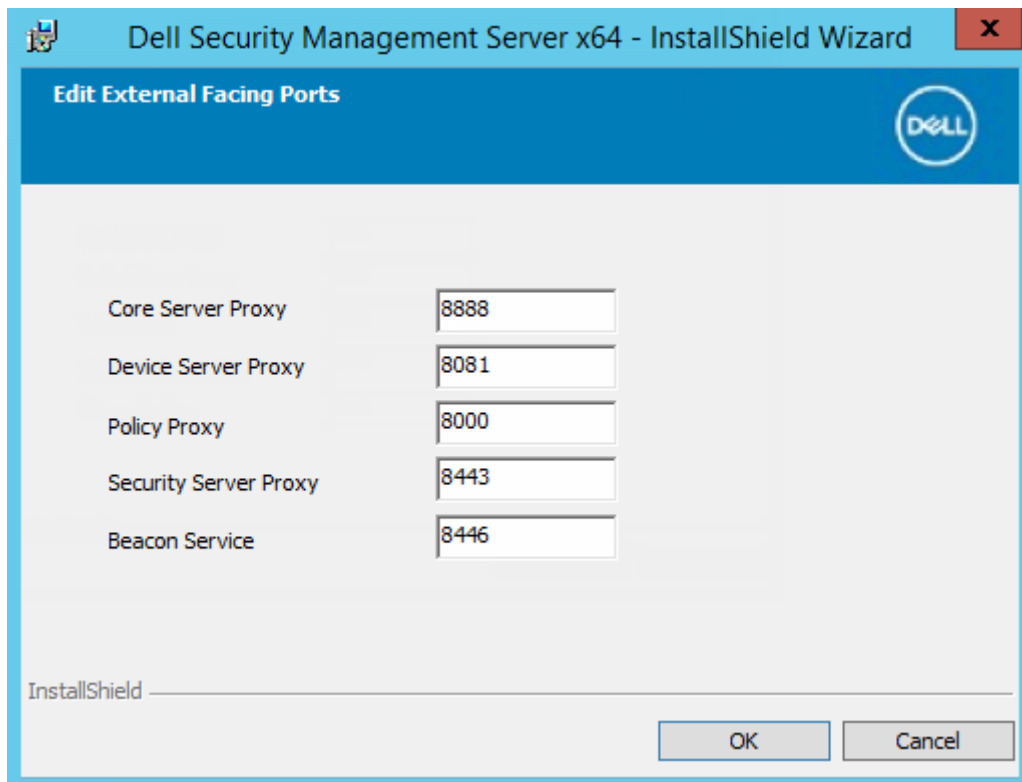 Dell Security Management Server x64 - InstallShield Wizard
x
Edit External Facing Ports
DELL
Core Server Proxy 8888
Device Server Proxy 8081
Policy Proxy 8000
Security Server Proxy 8443
Beacon Service 8446
InstallShield
OK Cancel